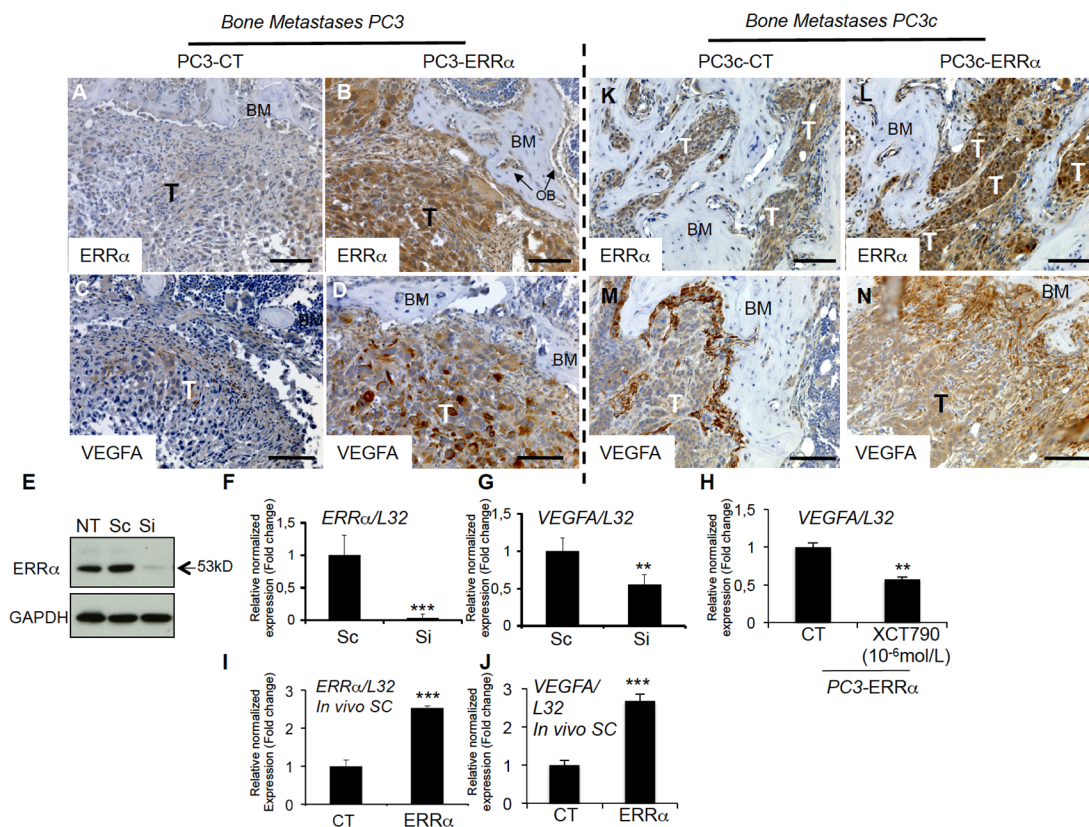 Bone Metastases PC3
Bone Metastases PC3c
PC3-CT
PC3-ERRα
PC3c-CT
PC3c-ERRα
A
BM
T
ERRα
B
BM
OB
T
ERRα
K
T
T
BM
T
ERRα
L
BM
T
T
T
ERRα
C
BM
T
VEGFA
D
BM
BM
T
VEGFA
M
BM
T
VEGFA
N
BM
T
VEGFA
E
NT Sc Si
ERRα
53kD
GAPDH
F
Relative normalized
expression (Fold change)
ERRα/L32
1,5
1
0,5
0
***
Sc Si
G
Relative normalized
expression (Fold change)
VEGFA/L32
1,5
1
0,5
0
**
Sc Si
H
Relative normalized
expression (Fold change)
VEGFA/L32
1,5
1
0,5
0
**
CT XCT790
(10⁻⁶mol/L)
PC3-ERRα
I
Relative normalized
Expression (Fold change)
ERRα/L32
In vivo SC
3
2
1
0
***
CT ERRα
J
Relative normalized
expression (Fold change)
VEGFA/
L32
In vivo SC
3
2
1
0
***
CT ERRα